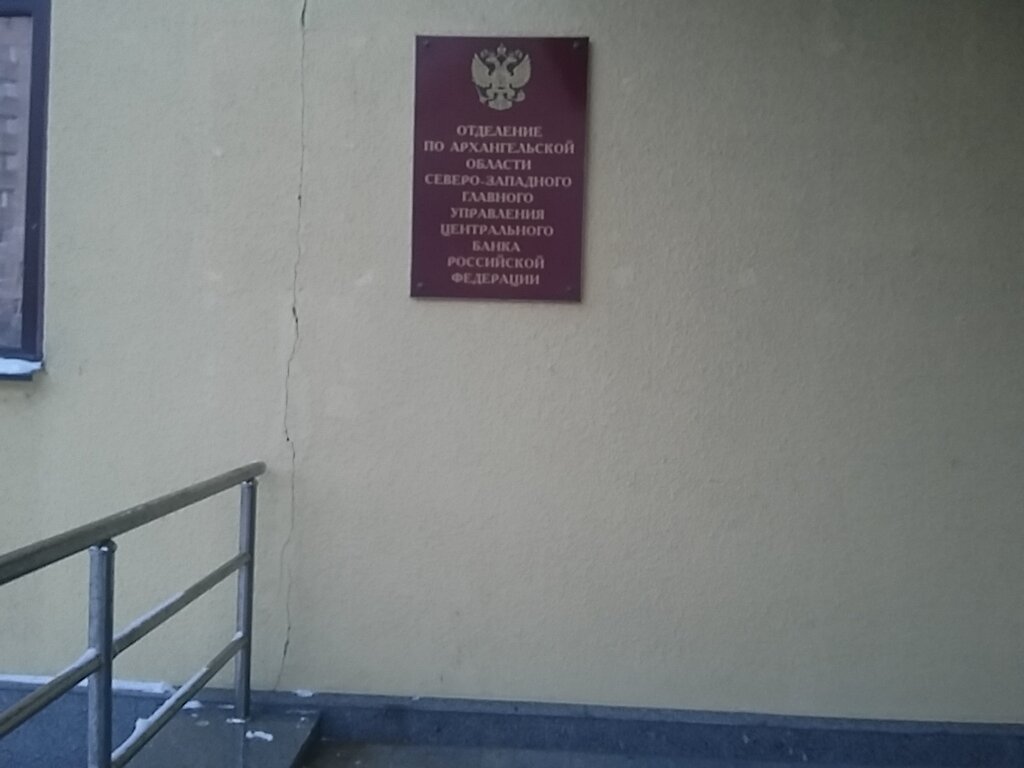 ОТДЕЛЕНИЕ
ПО АРХАНГЕЛЬСКОЙ
ОБЛАСТИ
СЕВЕРО-ЗАПАДНОГО
ГЛАВНОГО
УПРАВЛЕНИЯ
ЦЕНТРАЛЬНОГО
БАНКА
РОССИЙСКОЙ
ФЕДЕРАЦИИ